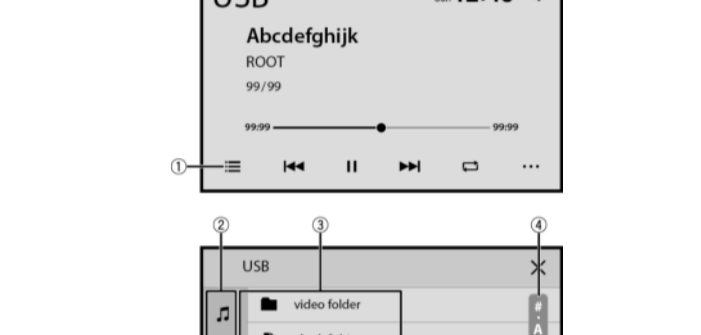 USB
Abcdefghijk
ROOT
99/99
99:99 99:99
①
② ③ ④
USB
video folder
#
A